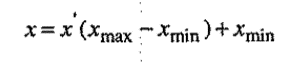 x = x'(x_max − x_min) + x_min